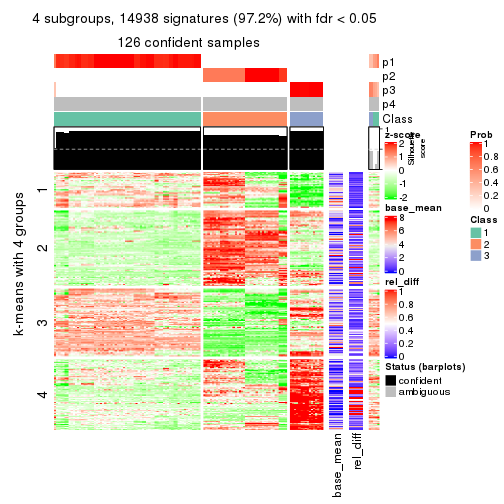 4 subgroups, 14938 signatures (97.2%) with fdr < 0.05
126 confident samples
p1
p2
p3
p4
Class
1
Silhouette
score
k-means with 4 groups
1
2
3
4
base_mean
rel_diff
z-score
2
1
0
-1
-2
base_mean
8
6
4
2
0
rel_diff
1
0.8
0.6
0.4
0.2
0
Status (barplots)
confident
ambiguous
Prob
1
0.8
0.6
0.4
0.2
0
Class
1
2
3